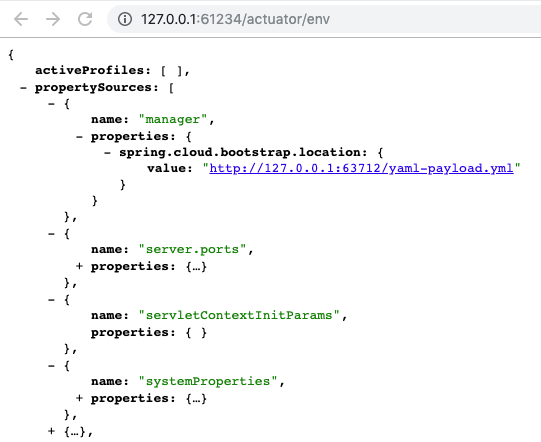 127.0.0.1:61234/actuator/env
{
activeProfiles: [ ],
- propertySources: [
- {
name: "manager",
- properties: {
- spring.cloud.bootstrap.location: {
value: "http://127.0.0.1:63712/yaml-payload.yml"
}
}
},
- {
name: "server.ports",
+ properties: {…}
},
- {
name: "servletContextInitParams",
properties: { }
},
- {
name: "systemProperties",
+ properties: {…}
},
+ {…},